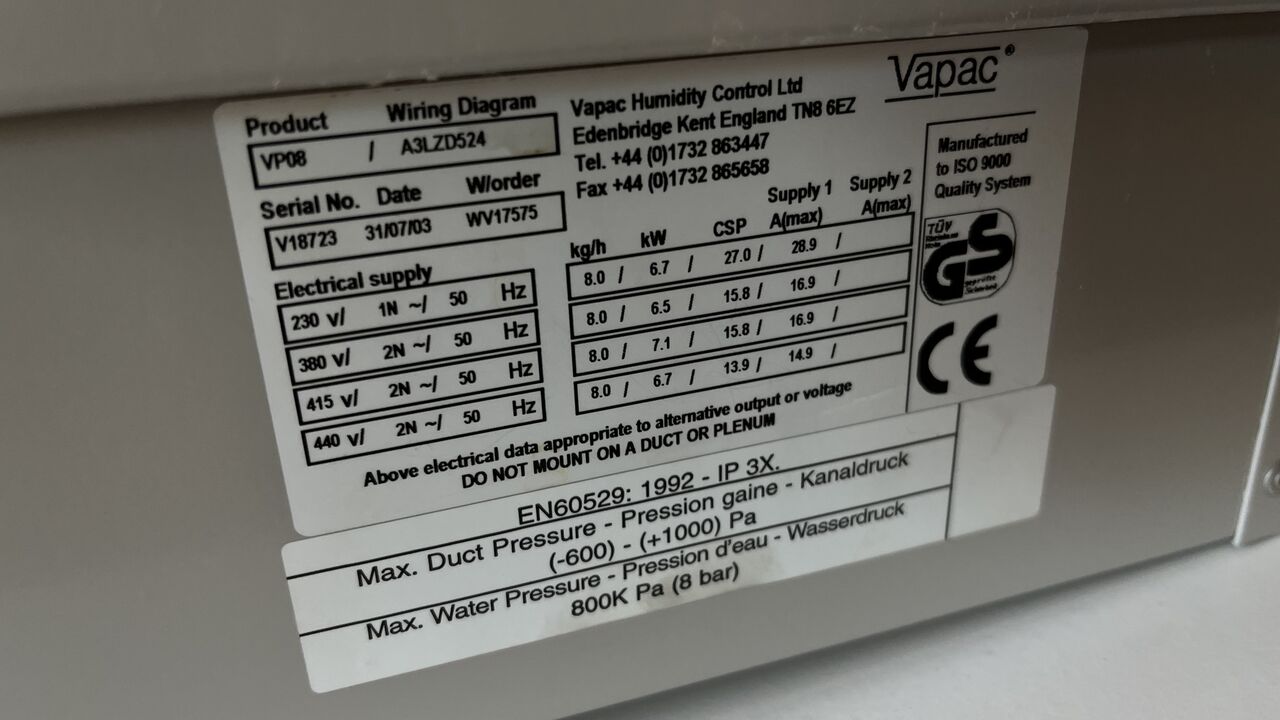 Vapac®
Product Wiring Diagram
VP08 / A3LZD524
Serial No. Date W/order
V18723 31/07/03 WV17575
Vapac Humidity Control Ltd
Edenbridge Kent England TN8 6EZ
Tel. +44 (0)1732 863447
Fax +44 (0)1732 865658
Manufactured
to ISO 9000
Quality System
TÜV
GS
geprüfte
Sicherheit
CE
Electrical supply
230 v/ 1N ~/ 50 Hz
380 v/ 2N ~/ 50 Hz
415 v/ 2N ~/ 50 Hz
440 v/ 2N ~/ 50 Hz
Supply 1 Supply 2
kg/h kW CSP A(max) A(max)
8.0 / 6.7 / 27.0 / 28.9 /
8.0 / 6.5 / 15.8 / 16.9 /
8.0 / 7.1 / 15.8 / 16.9 /
8.0 / 6.7 / 13.9 / 14.9 /
Above electrical data appropriate to alternative output or voltage
DO NOT MOUNT ON A DUCT OR PLENUM
EN60529: 1992 - IP 3X.
Max. Duct Pressure - Pression gaine - Kanaldruck
(-600) - (+1000) Pa
Max. Water Pressure - Pression d'eau - Wasserdruck
800K Pa (8 bar)